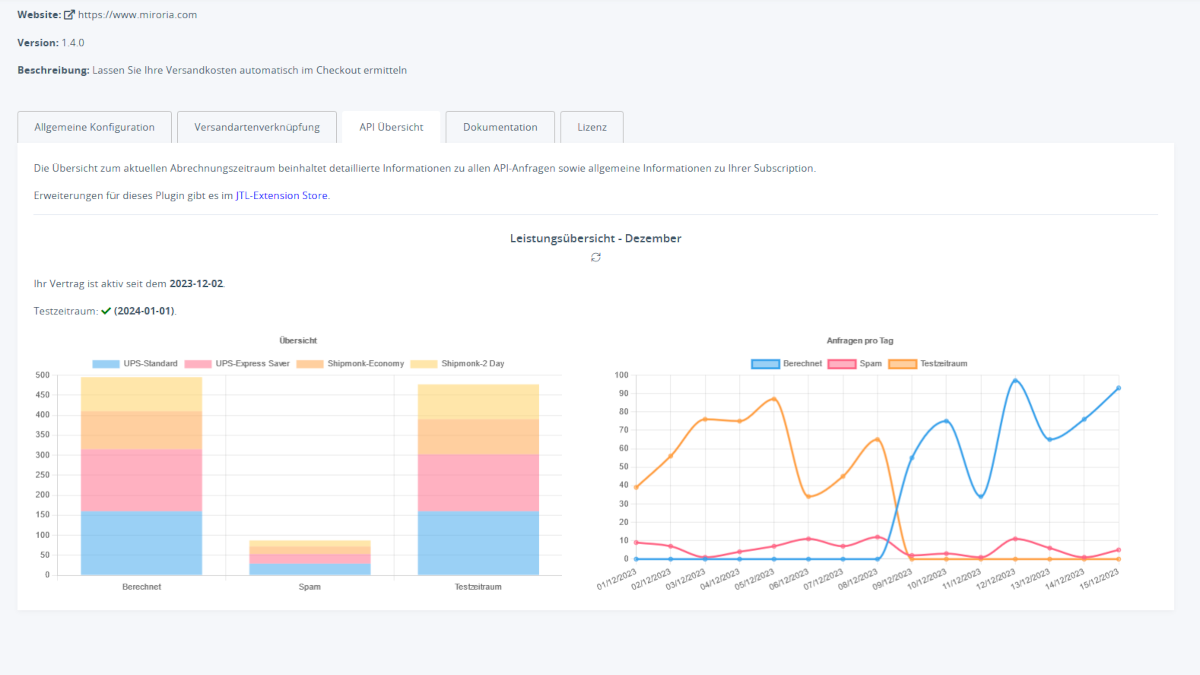 Website: https://www.miroria.com
Version: 1.4.0
Beschreibung: Lassen Sie Ihre Versandkosten automatisch im Checkout ermitteln
Allgemeine Konfiguration Versandartenverknüpfung API Übersicht Dokumentation Lizenz
Die Übersicht zum aktuellen Abrechnungszeitraum beinhaltet detaillierte Informationen zu allen API-Anfragen sowie allgemeine Informationen zu Ihrer Subscription.
Erweiterungen für dieses Plugin gibt es im JTL-Extension Store.
Leistungsübersicht - Dezember
Ihr Vertrag ist aktiv seit dem 2023-12-02.
Testzeitraum: (2024-01-01).
Übersicht
UPS-Standard UPS-Express Saver Shipmonk-Economy Shipmonk-2 Day
500
450
400
350
300
250
200
150
100
50
0
Berechnet Spam Testzeitraum
Anfragen pro Tag
Berechnet Spam Testzeitraum
100
90
80
70
60
50
40
30
20
10
0
01/12/2023 02/12/2023 03/12/2023 04/12/2023 05/12/2023 06/12/2023 07/12/2023 08/12/2023 09/12/2023 10/12/2023 11/12/2023 12/12/2023 13/12/2023 14/12/2023 15/12/2023